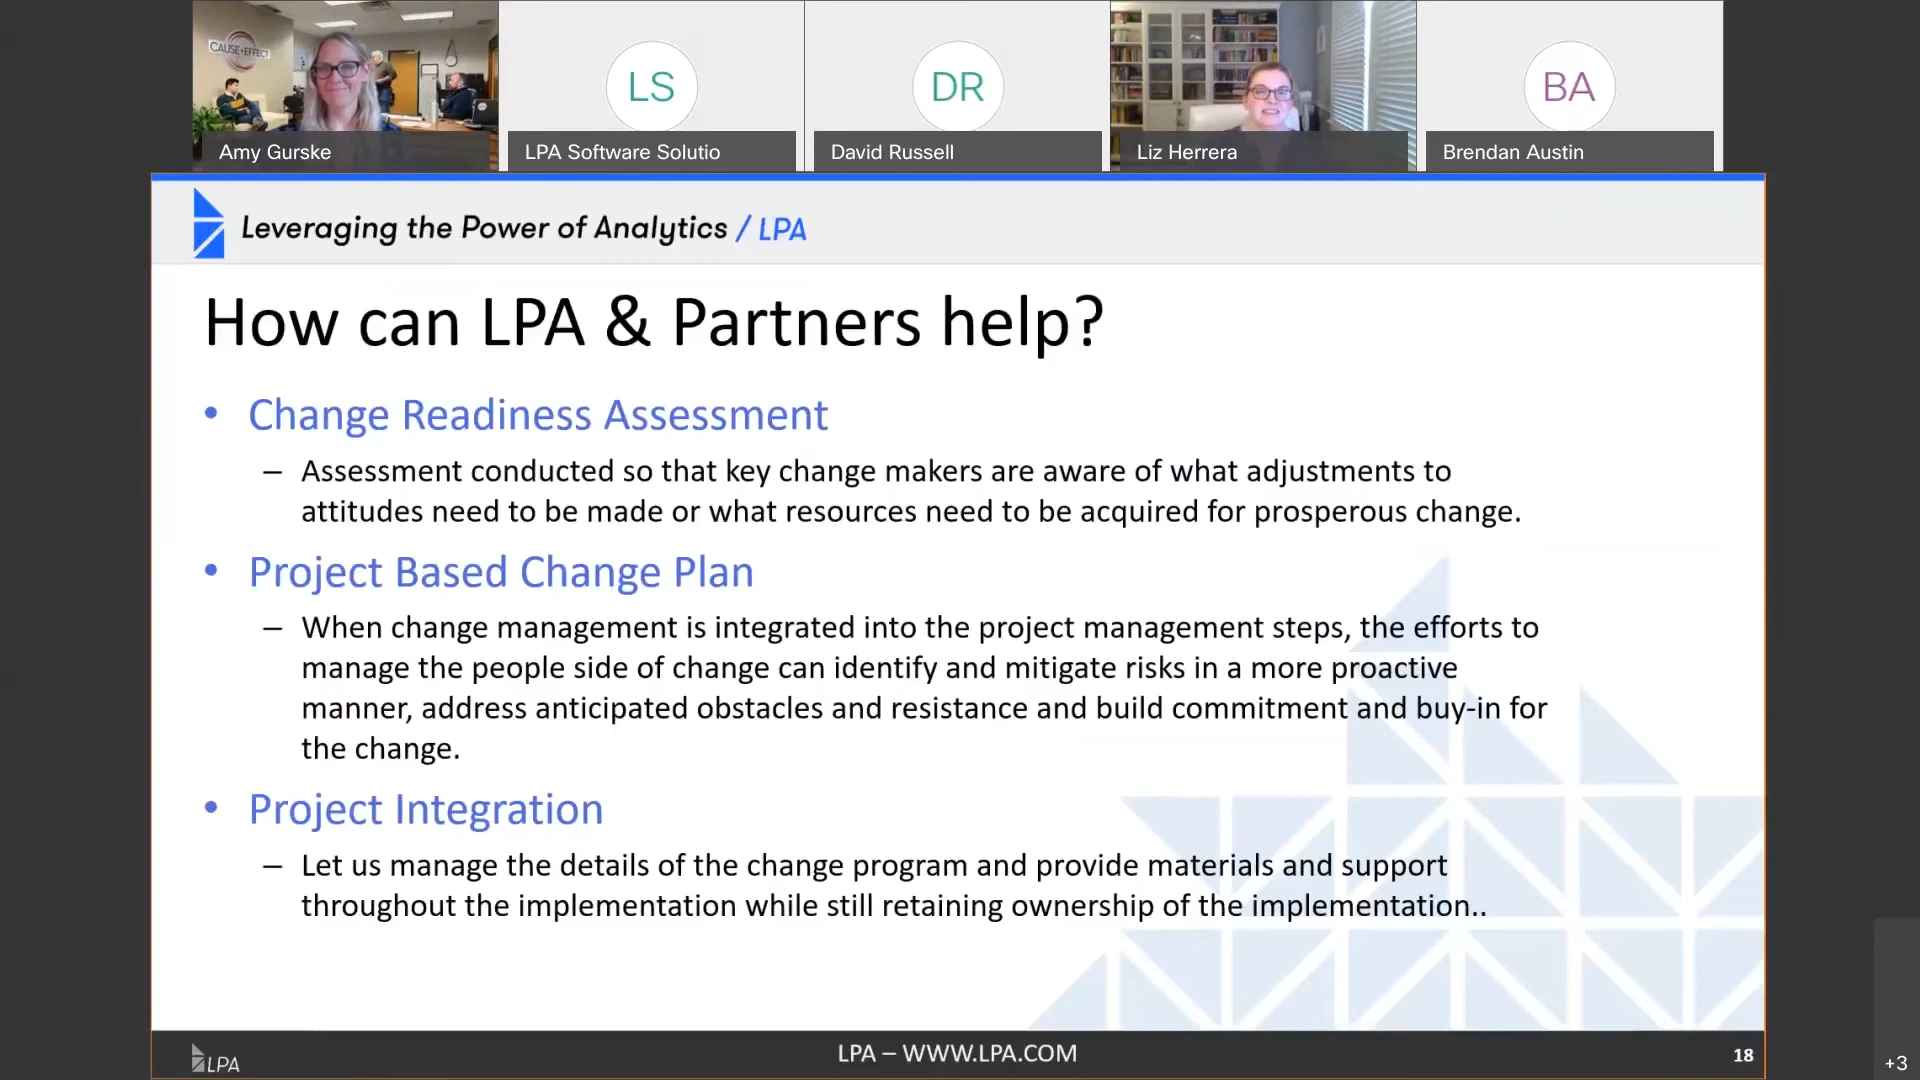 CAUSE+EFFECT
LS
DR
BA
Amy Gurske
LPA Software Solutio
David Russell
Liz Herrera
Brendan Austin
Leveraging the Power of Analytics / LPA
How can LPA & Partners help?
• Change Readiness Assessment
– Assessment conducted so that key change makers are aware of what adjustments to
attitudes need to be made or what resources need to be acquired for prosperous change.
• Project Based Change Plan
– When change management is integrated into the project management steps, the efforts to
manage the people side of change can identify and mitigate risks in a more proactive
manner, address anticipated obstacles and resistance and build commitment and buy-in for
the change.
• Project Integration
– Let us manage the details of the change program and provide materials and support
throughout the implementation while still retaining ownership of the implementation..
LPA
LPA – WWW.LPA.COM
18
+3